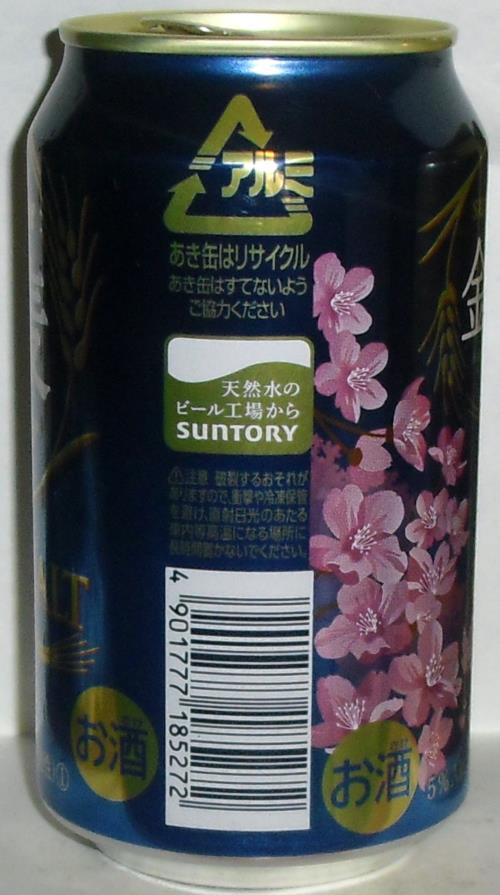 アルミ
あき缶はリサイクル
あき缶はすてないよう
ご協力ください
天然水の
ビール工場から
SUNTORY
注意 破裂するおそれが
ありますので、衝撃や冷凍保管
を避け、直射日光のあたる
車内等高温になる場所に
長時間置かないでください。
4 901777 185272
お酒
お酒
5%
金